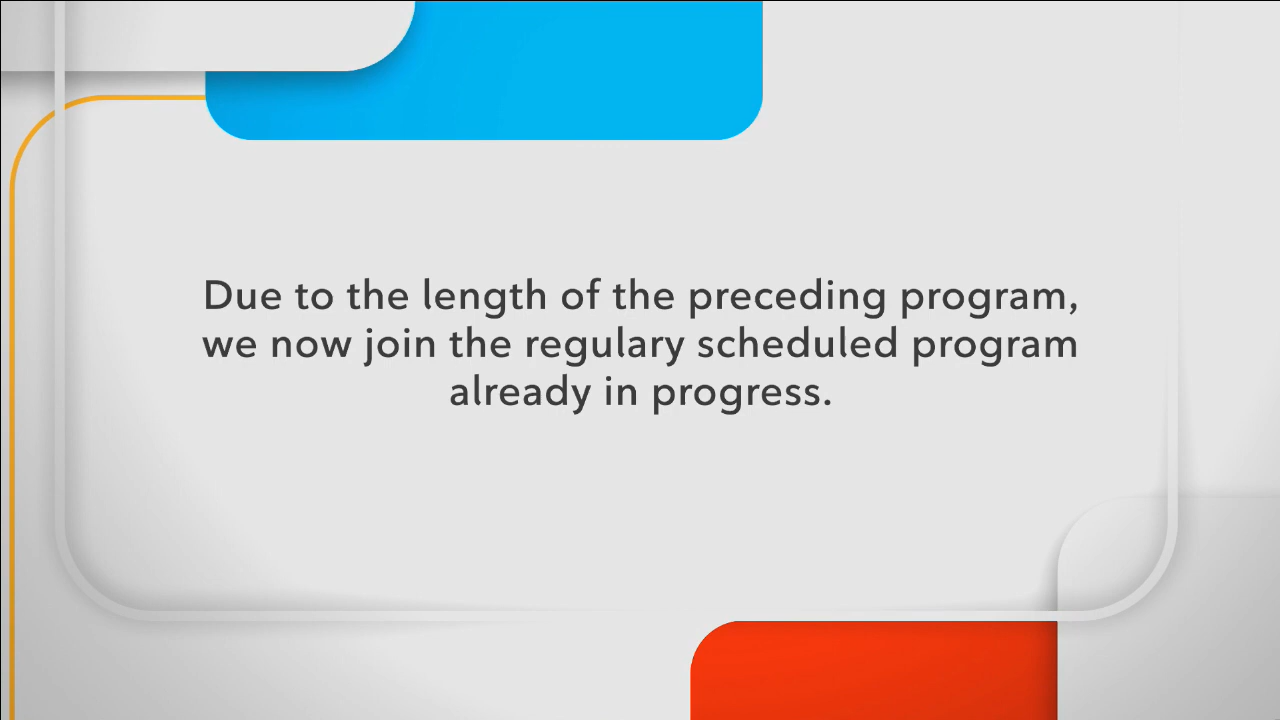 Due to the length of the preceding program,
we now join the regulary scheduled program
already in progress.